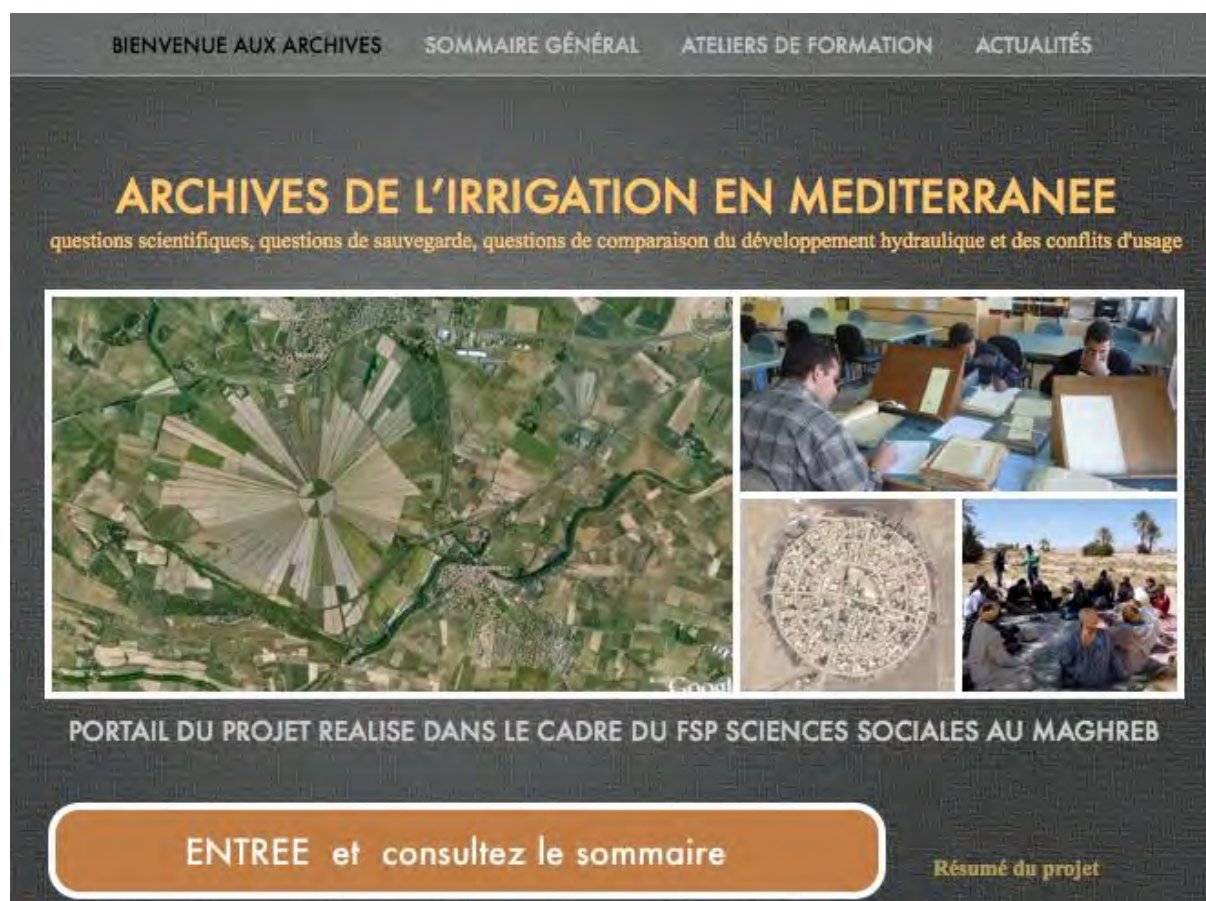 BIENVENUE AUX ARCHIVES SOMMAIRE GÉNÉRAL ATELIERS DE FORMATION ACTUALITÉS
ARCHIVES DE L'IRRIGATION EN MEDITERRANEE
questions scientifiques, questions de sauvegarde, questions de comparaison du développement hydraulique et des conflits d'usage
PORTAIL DU PROJET REALISE DANS LE CADRE DU FSP SCIENCES SOCIALES AU MAGHREB
ENTREE et consultez le sommaire
Résumé du projet